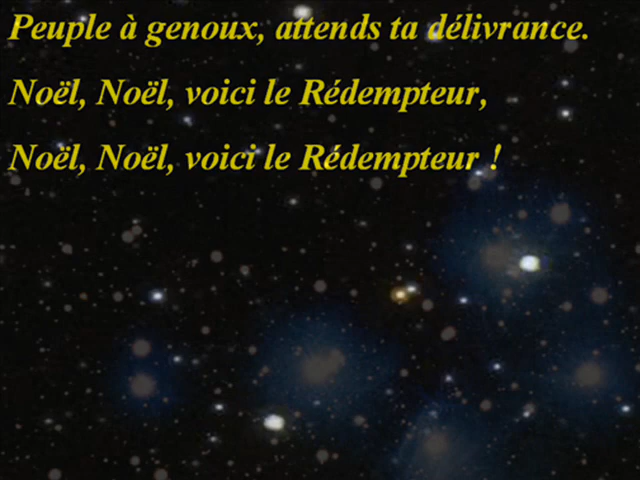 Peuple à genoux, attends ta délivrance.
Noël, Noël, voici le Rédempteur,
Noël, Noël, voici le Rédempteur !